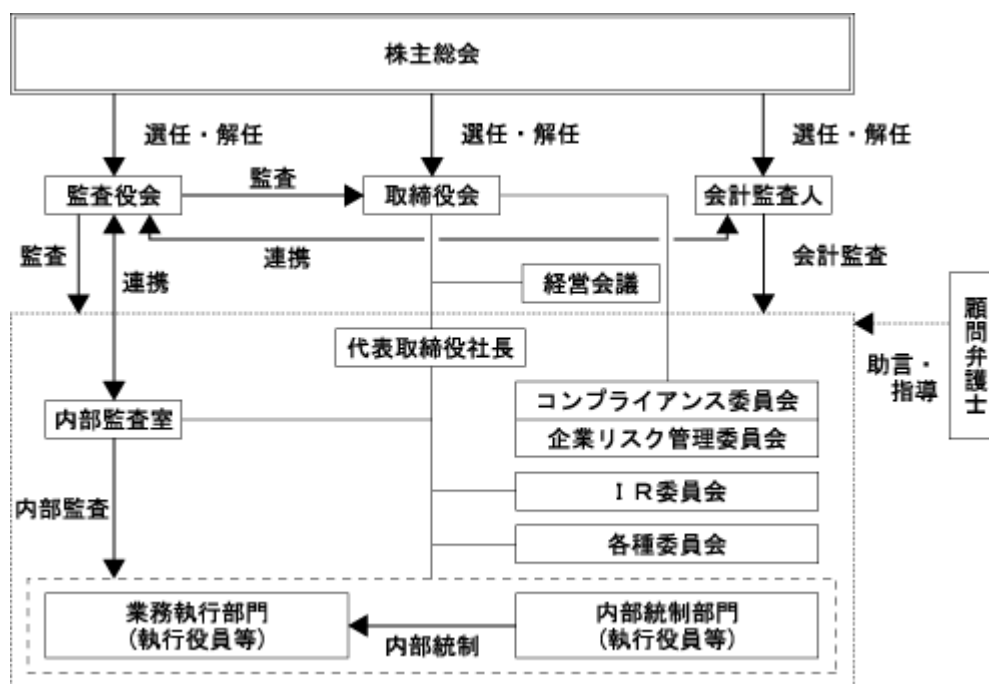 株主総会
選任・解任
選任・解任
選任・解任
監査役会
監査
取締役会
会計監査人
監査
連携
連携
会計監査
経営会議
代表取締役社長
顧問弁護士
助言・
指導
内部監査室
コンプライアンス委員会
企業リスク管理委員会
ＩＲ委員会
内部監査
各種委員会
業務執行部門
(執行役員等)
内部統制
内部統制部門
(執行役員等)